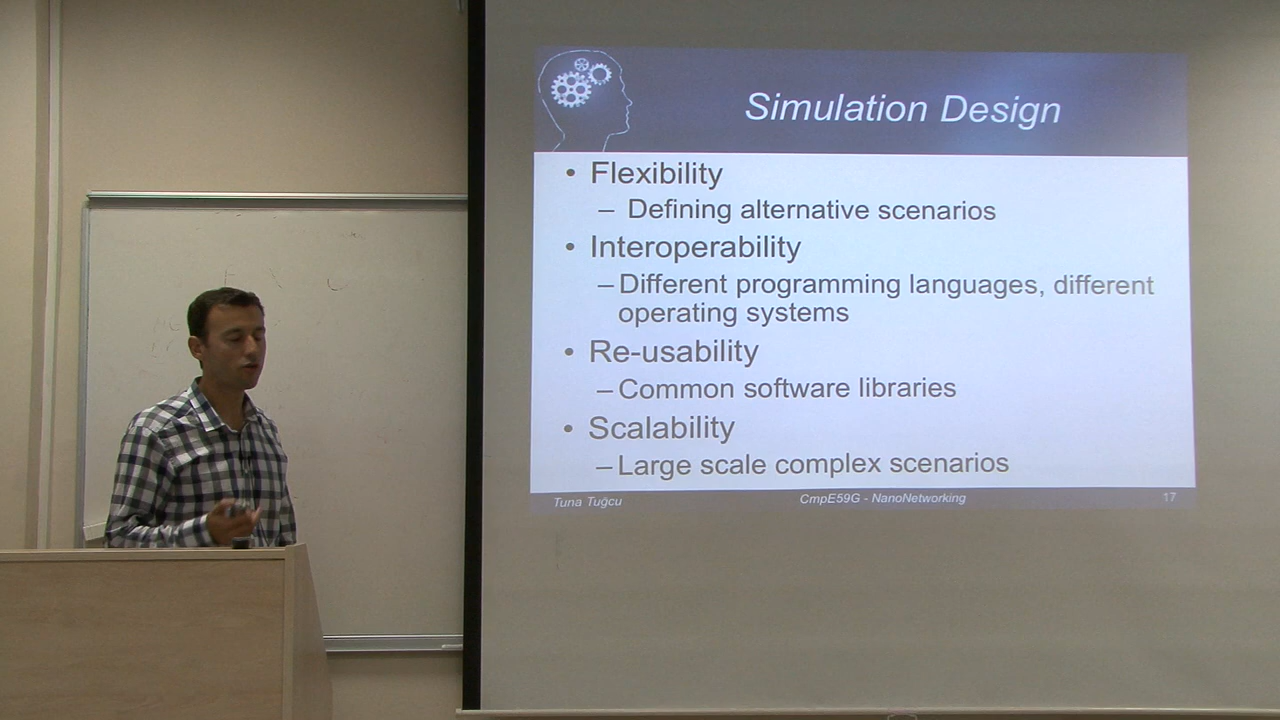 Simulation Design
• Flexibility
– Defining alternative scenarios
• Interoperability
– Different programming languages, different
operating systems
• Re-usability
– Common software libraries
• Scalability
– Large scale complex scenarios
Tuna Tuğcu CmpE59G - NanoNetworking 17